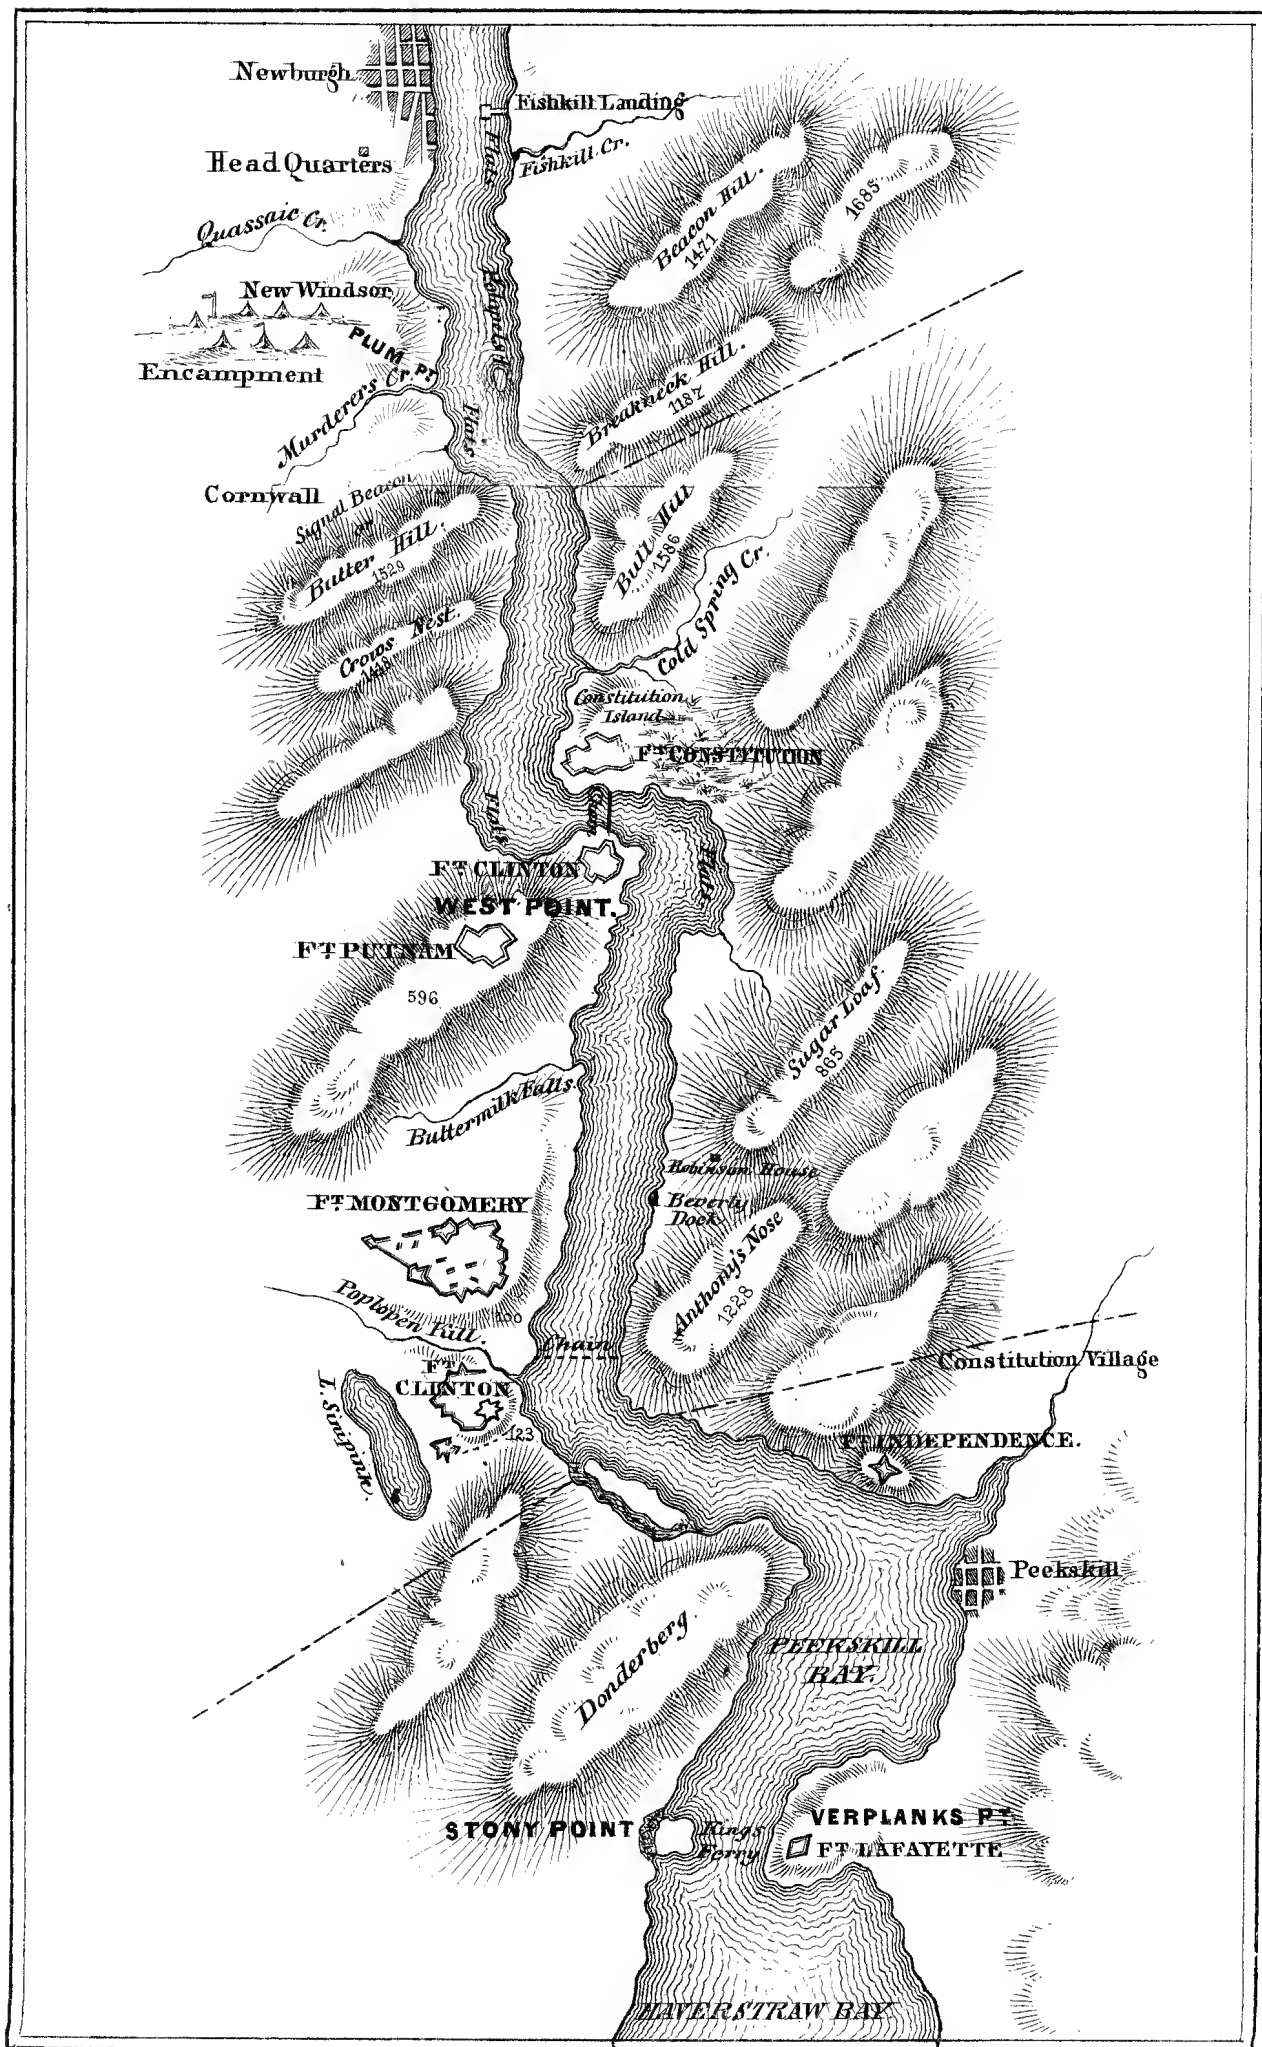 Newburgh
Fishkill Landing
Flats
Fishkill Cr.
Head Quarters
Quassaic Cr.
Beacon Hill.
1471
1685
New Windsor
Encampment
PLUM PT
Murderers Cr.
Flats
Breakneck Hill.
1187
Cornwall
Signal Beacon
Butter Hill.
1529
Bull Hill
1586
Crows Nest.
1418
Cold Spring Cr.
Constitution
Island
FT CONSTITUTION
Flats
Chain
Flats
FT CLINTON
WEST POINT.
FT PUTNAM
596
Sugar Loaf.
865
Buttermilk Falls.
Robinson House
Beverly
Dock
FT MONTGOMERY
Anthony's Nose
1228
Poplopen Kill.
Chain
FT
CLINTON
123
L. Sinipink.
Constitution Village
FT INDEPENDENCE.
Peekskill
Donderberg
PEEKSKILL
BAY.
STONY POINT
Kings
Ferry
VERPLANKS PT.
FT LAFAYETTE
HAVERSTRAW BAY